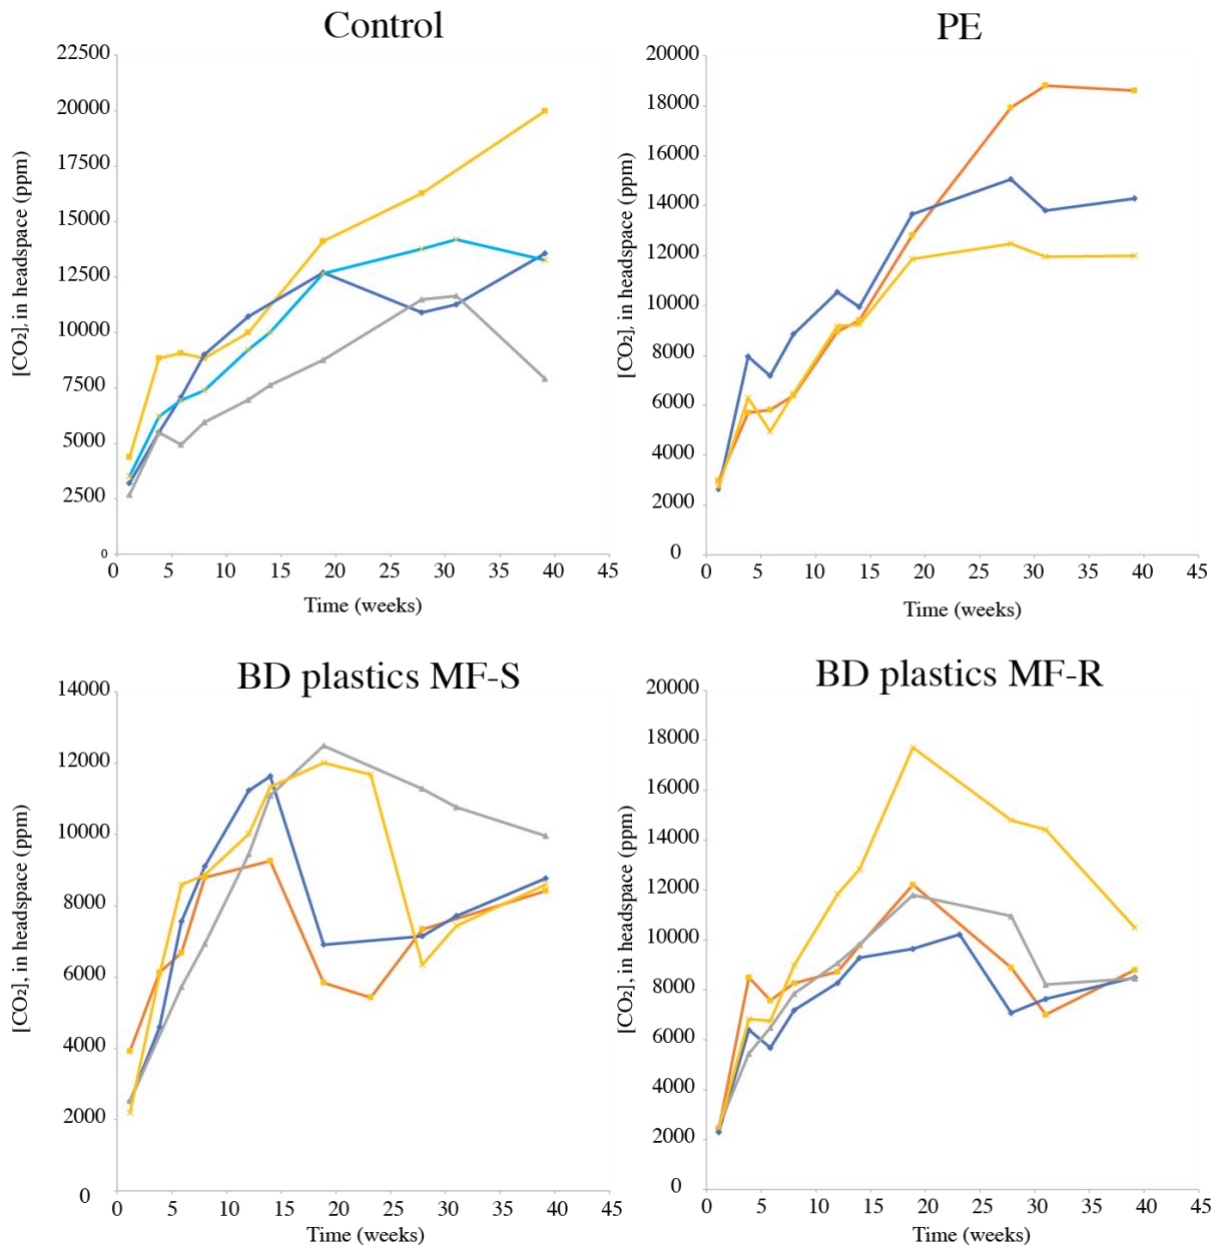 Control
22500
20000
17500
15000
12500
10000
7500
5000
2500
0
0 5 10 15 20 25 30 35 40 45
[CO₂], in headspace (ppm)
Time (weeks)
PE
20000
18000
16000
14000
12000
10000
8000
6000
4000
2000
0
0 5 10 15 20 25 30 35 40 45
[CO₂], in headspace (ppm)
Time (weeks)
BD plastics MF-S
14000
12000
10000
8000
6000
4000
2000
0
0 5 10 15 20 25 30 35 40 45
[CO₂], in headspace (ppm)
Time (weeks)
BD plastics MF-R
20000
18000
16000
14000
12000
10000
8000
6000
4000
2000
0
0 5 10 15 20 25 30 35 40 45
[CO₂], in headspace (ppm)
Time (weeks)